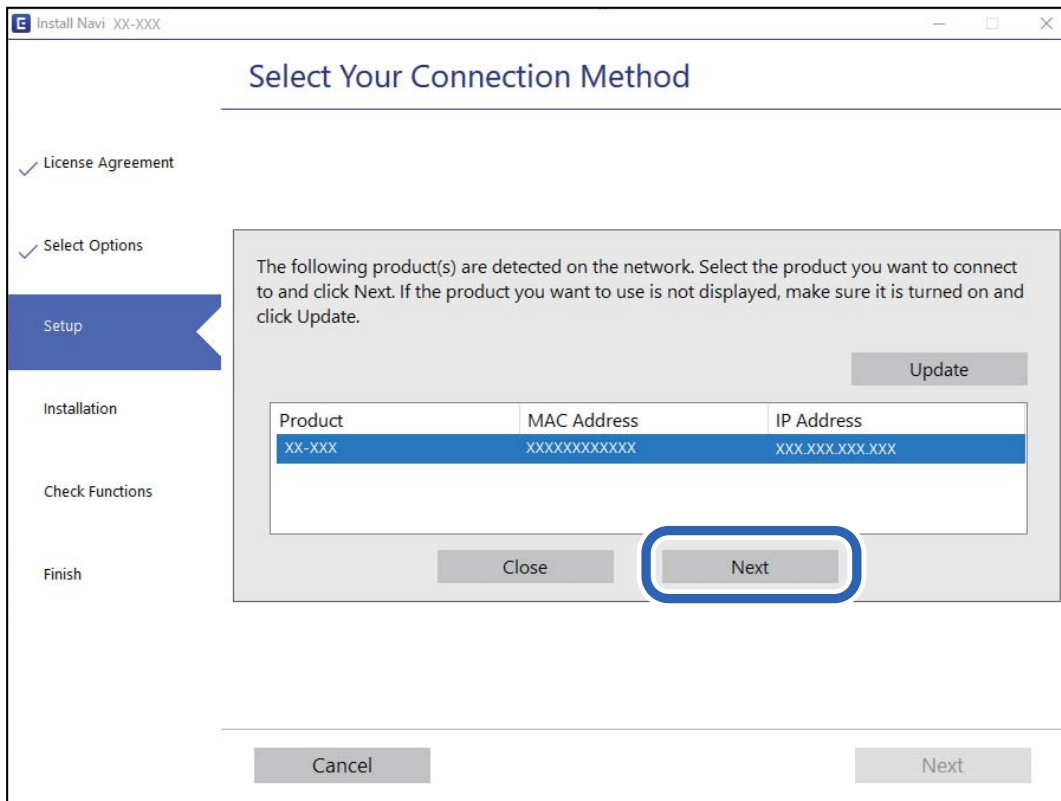 E Install Navi XX-XXX
Select Your Connection Method
License Agreement
Select Options
Setup
Installation
Check Functions
Finish
The following product(s) are detected on the network. Select the product you want to connect
to and click Next. If the product you want to use is not displayed, make sure it is turned on and
click Update.
Update
Product MAC Address IP Address
XX-XXX XXXXXXXXXXXX XXX.XXX.XXX.XXX
Close Next
Cancel Next